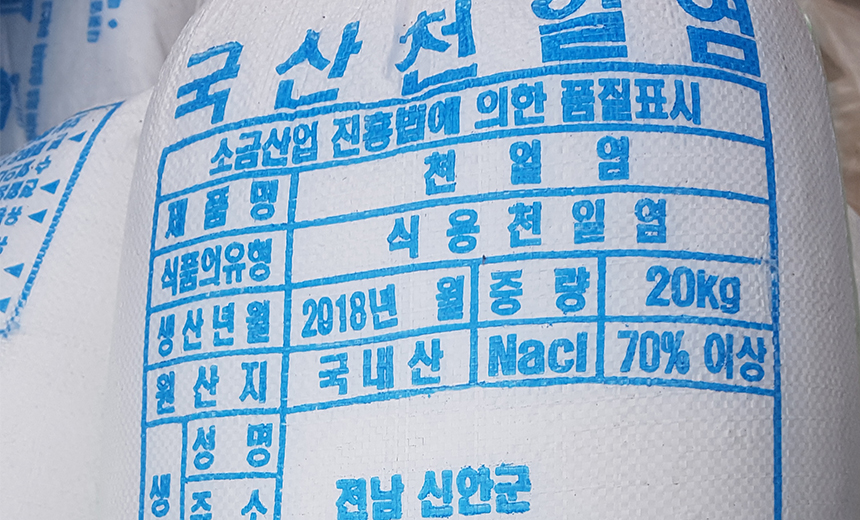 국산천일염
소금산업 진흥법에 의한 품질표시
제품명 천일염
식품의유형 식용천일염
생산년월 2018년 월 중량 20kg
원산지 국내산 Nacl 70% 이상
생 성명
주소 전남 신안군